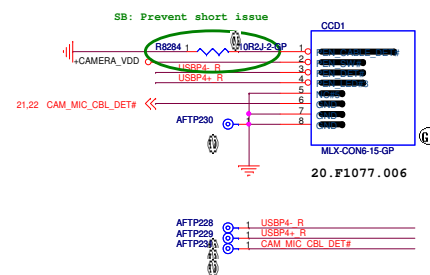 SB: Prevent short issue
CCD1
R8284 1
10R2J-2-GP
1
+CAMERA_VDD
2
USBP4-_R
3
USBP4+_R
4
5
21,22 CAM_MIC_CBL_DET#
6
7
AFTP230 1
8
MLX-CON6-15-GP
20.F1077.006
AFTP228 1 USBP4-_R
AFTP229 1 USBP4+_R
1 CAM_MIC_CBL_DET#